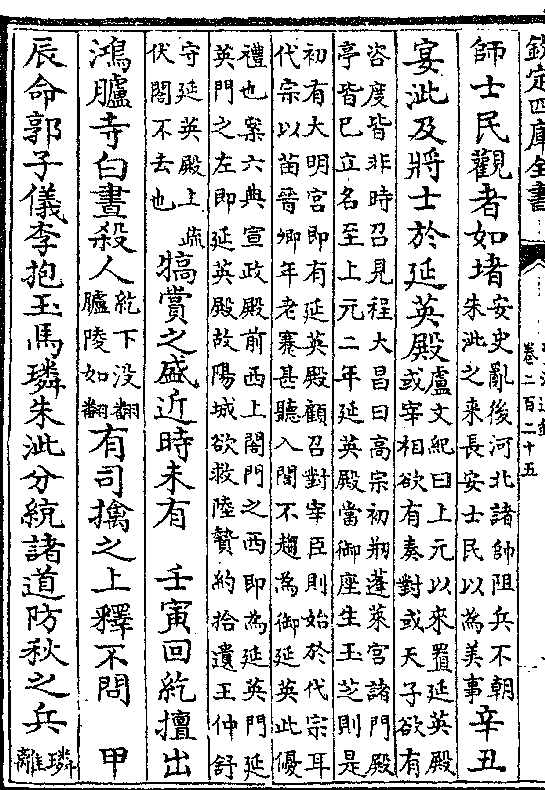 欽定四庫全書
卷二百二十五
師士民觀者如堵
安史亂後河北諸帥阻兵不朝
朱泚之來長安士民以為美事
辛丑
宴泚及將士於延英殿
盧文紀曰上元以來置延英殿
或宰相欲有奏對或天子欲有
咨度皆非時召見程大昌曰高宗初剏蓬萊宮諸門殿
亭皆已立名至上元二年延英殿當御座生玉芝則是
初有大明宮即有延英殿顧召對宰臣則始於代宗耳
代宗以苗晉卿年老蹇甚聽入閤不趨為御延英此優
禮也案六典宣政殿前西上閤門之西即為延英門延
英門之左即延英殿故陽城欲救陸贄約拾遺王仲舒
守延英殿上疏
伏閤不去也
犒賞之盛近時未有 壬寅回紇擅出
鴻臚寺白晝殺人
紇下没翻
臚陵如翻
有司擒之上釋不問 甲
辰命郭子儀李抱玉馬璘朱泚分統諸道防秋之兵
璘
離